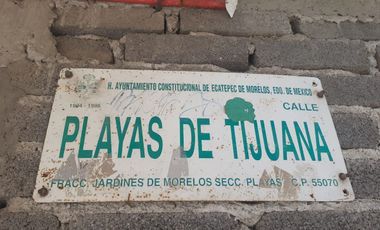 H. AYUNTAMIENTO CONSTITUCIONAL DE ECATEPEC DE MORELOS, EDO. DE MEXICO
1994 - 1996
CALLE
PLAYAS DE TIJUANA
FRACC. JARDINES DE MORELOS SECC. PLAYAS C.P. 55070